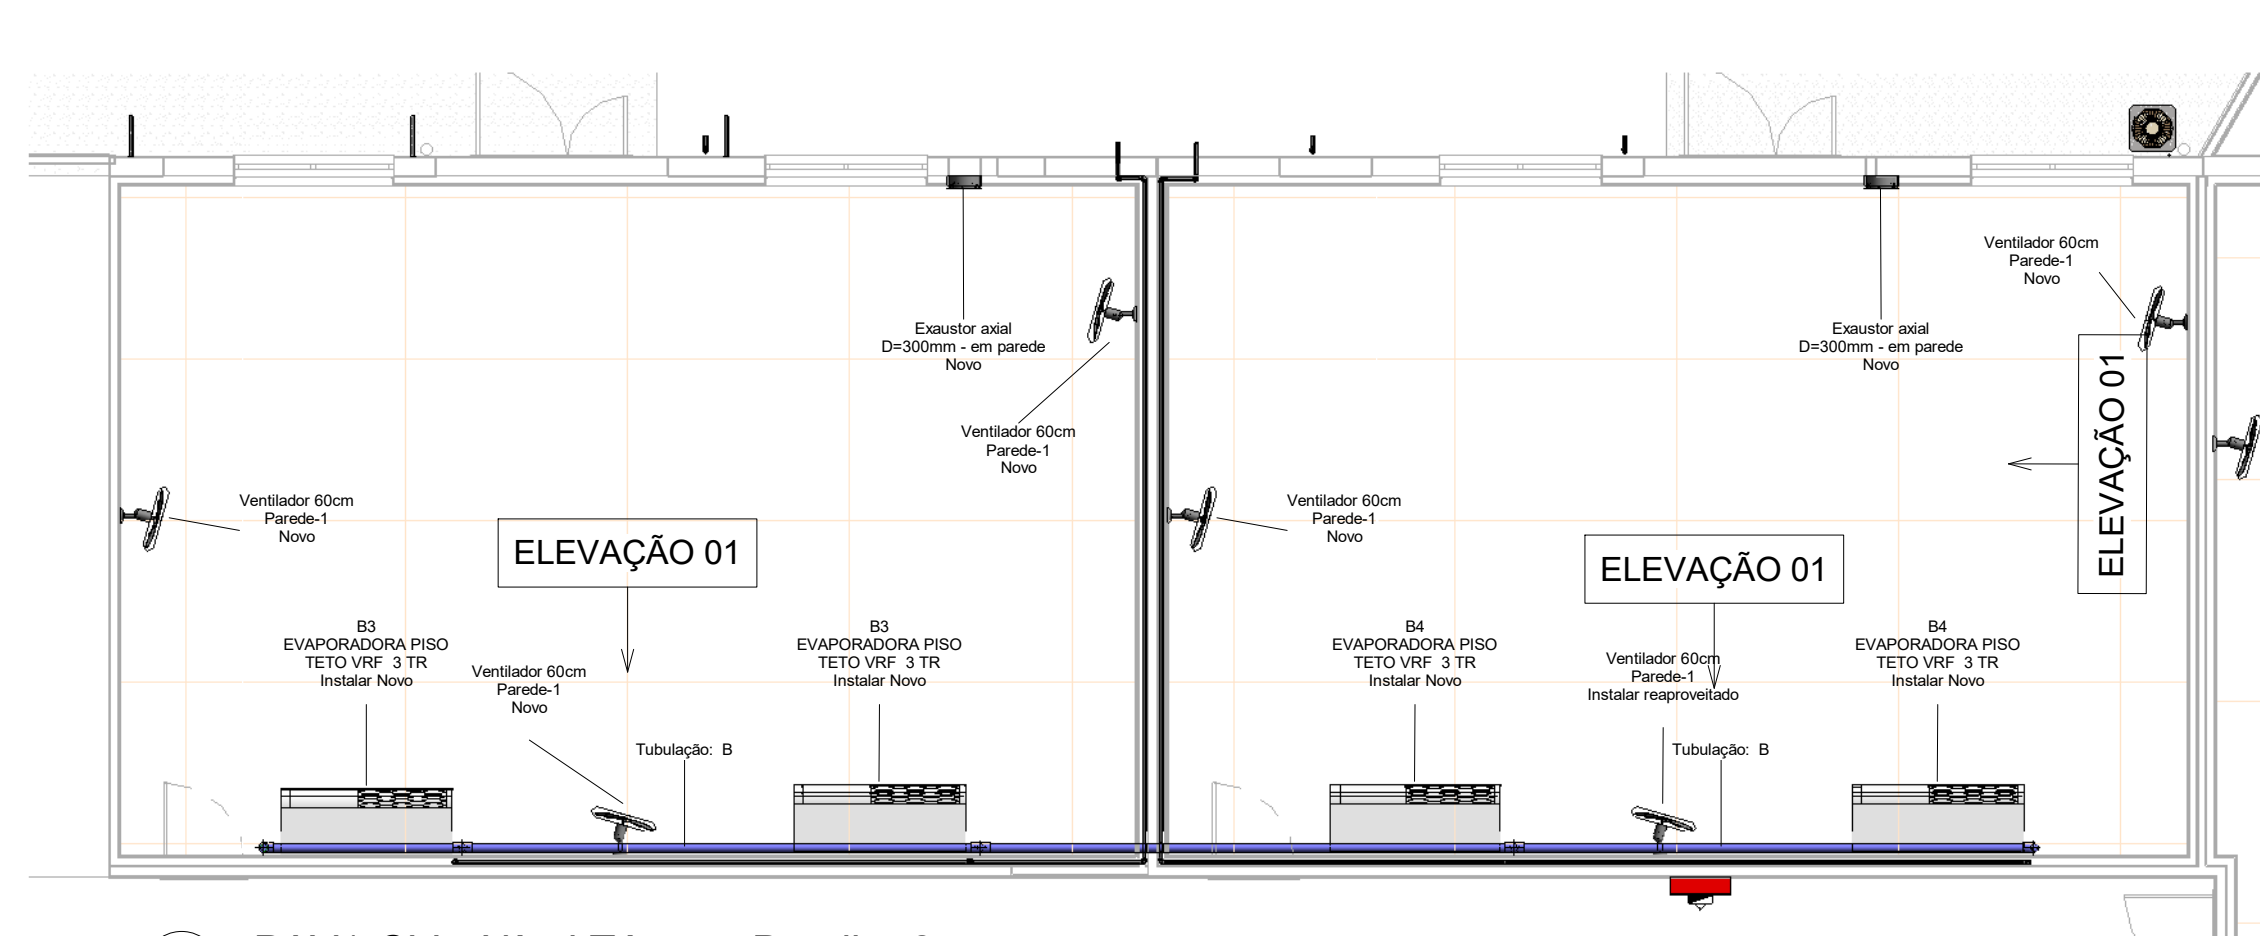 Ventilador 60cm
Parede-1
Novo
Exaustor axial
D=300mm - em parede
Novo
Exaustor axial
D=300mm - em parede
Novo
Ventilador 60cm
Parede-1
Novo
Ventilador 60cm
Parede-1
Novo
Ventilador 60cm
Parede-1
Novo
ELEVAÇÃO 01
ELEVAÇÃO 01
ELEVAÇÃO 01
B3
EVAPORADORA PISO
TETO VRF 3 TR
Instalar Novo
Ventilador 60cm
Parede-1
Novo
B3
EVAPORADORA PISO
TETO VRF 3 TR
Instalar Novo
B4
EVAPORADORA PISO
TETO VRF 3 TR
Instalar Novo
Ventilador 60cm
Parede-1
Instalar reaproveitado
B4
EVAPORADORA PISO
TETO VRF 3 TR
Instalar Novo
Tubulação: B
Tubulação: B